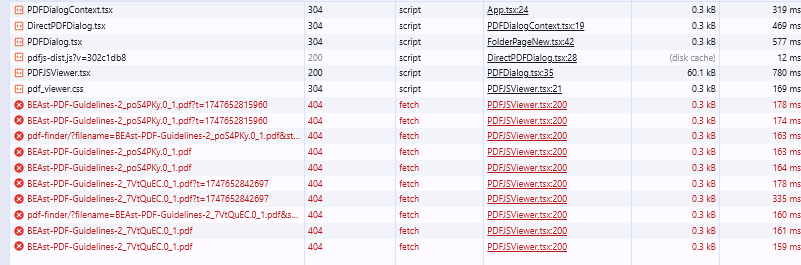 PDFDialogContext.tsx 304 script App.tsx:24 0.3 kB 319 ms
DirectPDFDialog.tsx 304 script PDFDialogContext.tsx:19 0.3 kB 469 ms
PDFDialog.tsx 304 script FolderPageNew.tsx:42 0.3 kB 577 ms
pdfjs-dist.js?v=302c1db8 200 script DirectPDFDialog.tsx:28 (disk cache) 12 ms
PDFJSViewer.tsx 200 script PDFDialog.tsx:35 60.1 kB 780 ms
pdf_viewer.css 304 script PDFJSViewer.tsx:21 0.3 kB 169 ms
BEAst-PDF-Guidelines-2_poS4PKy.0_1.pdf?t=1747652815960 404 fetch PDFJSViewer.tsx:200 0.3 kB 178 ms
BEAst-PDF-Guidelines-2_poS4PKy.0_1.pdf?t=1747652815960 404 fetch PDFJSViewer.tsx:200 0.3 kB 174 ms
pdf-finder/?filename=BEAst-PDF-Guidelines-2_poS4PKy.0_1.pdf&st... 404 fetch PDFJSViewer.tsx:200 0.3 kB 163 ms
BEAst-PDF-Guidelines-2_poS4PKy.0_1.pdf 404 fetch PDFJSViewer.tsx:200 0.3 kB 163 ms
BEAst-PDF-Guidelines-2_poS4PKy.0_1.pdf 404 fetch PDFJSViewer.tsx:200 0.3 kB 164 ms
BEAst-PDF-Guidelines-2_7VtQuEC.0_1.pdf?t=1747652842697 404 fetch PDFJSViewer.tsx:200 0.3 kB 178 ms
BEAst-PDF-Guidelines-2_7VtQuEC.0_1.pdf?t=1747652842697 404 fetch PDFJSViewer.tsx:200 0.3 kB 335 ms
pdf-finder/?filename=BEAst-PDF-Guidelines-2_7VtQuEC.0_1.pdf&s... 404 fetch PDFJSViewer.tsx:200 0.3 kB 160 ms
BEAst-PDF-Guidelines-2_7VtQuEC.0_1.pdf 404 fetch PDFJSViewer.tsx:200 0.3 kB 161 ms
BEAst-PDF-Guidelines-2_7VtQuEC.0_1.pdf 404 fetch PDFJSViewer.tsx:200 0.3 kB 159 ms